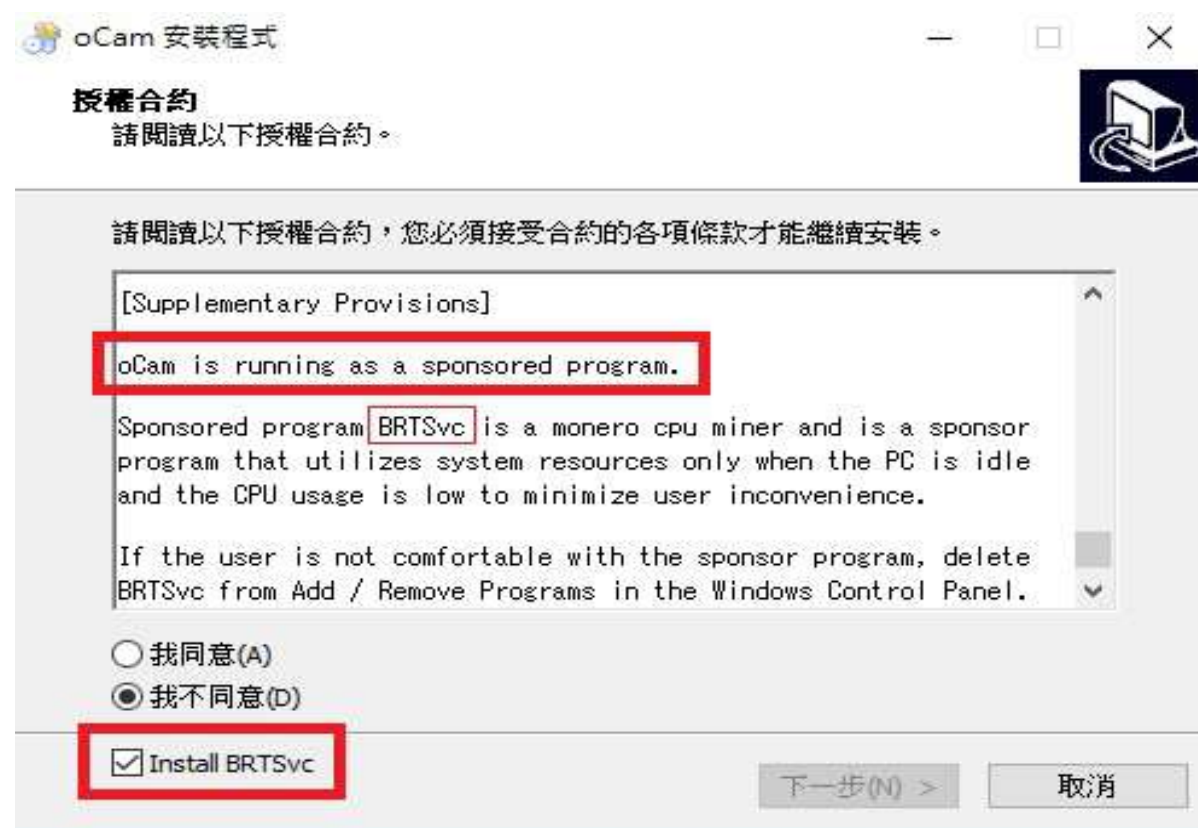 oCam 安裝程式
授權合約
請閱讀以下授權合約。
請閱讀以下授權合約，您必須接受合約的各項條款才能繼續安裝。
[Supplementary Provisions]
oCam is running as a sponsored program.
Sponsored program BRTSvc is a monero cpu miner and is a sponsor
program that utilizes system resources only when the PC is idle
and the CPU usage is low to minimize user inconvenience.
If the user is not comfortable with the sponsor program, delete
BRTSvc from Add / Remove Programs in the Windows Control Panel.
我同意(A)
我不同意(D)
Install BRTSvc
下一步(N) >
取消